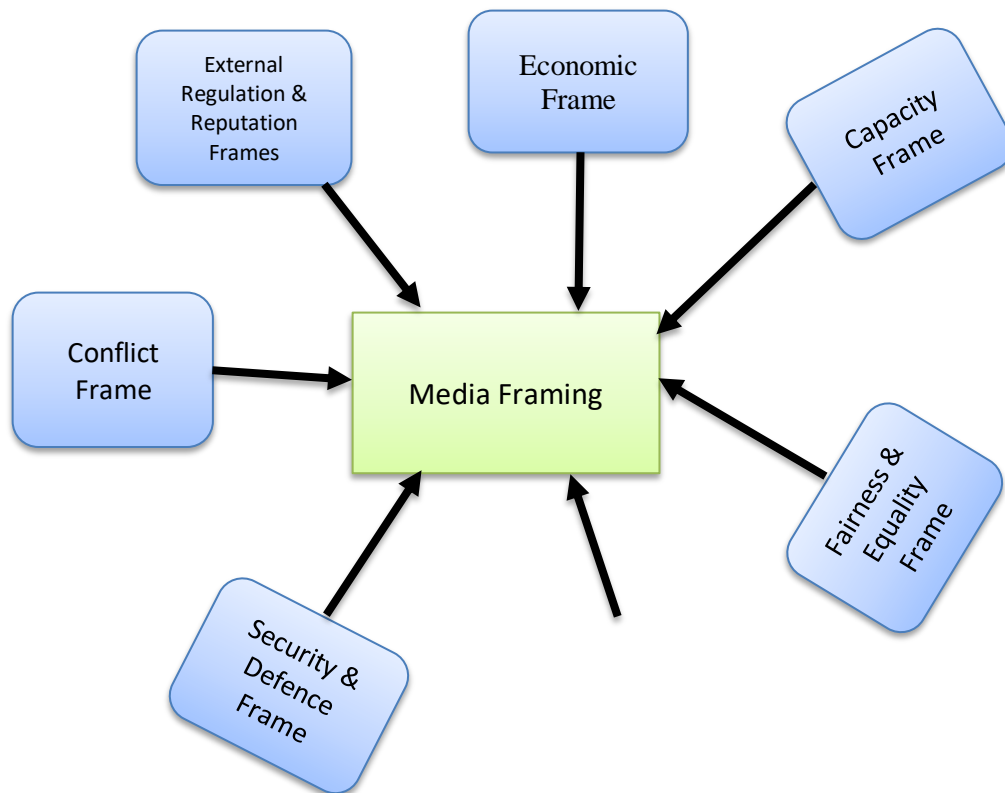 External
Regulation &
Reputation
Frames
Economic
Frame
Capacity
Frame
Conflict
Frame
Media Framing
Fairness &
Equality
Frame
Security &
Defence
Frame